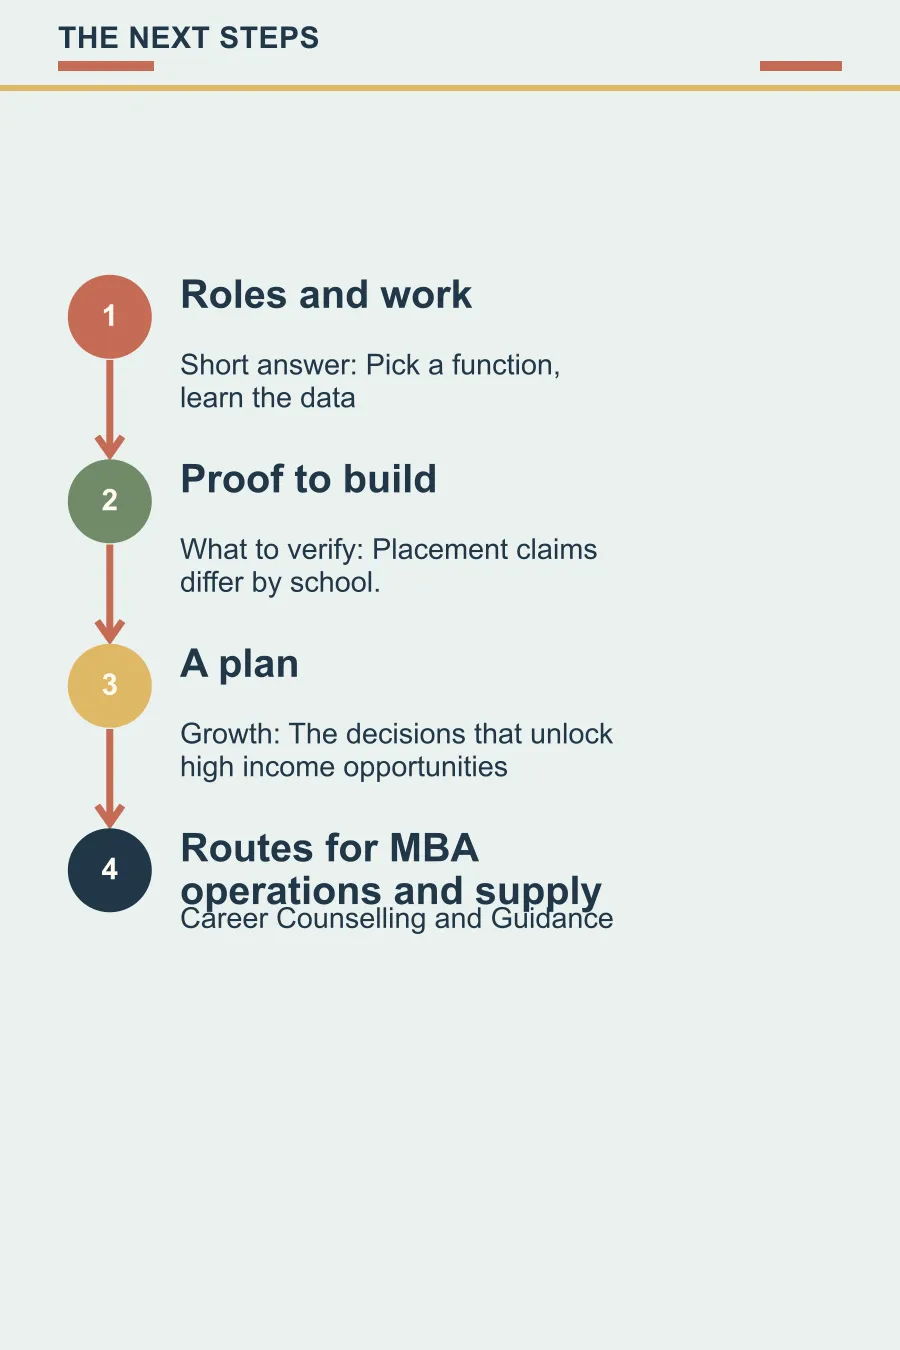 THE NEXT STEPS
1
Roles and work
Short answer: Pick a function,
learn the data
2
Proof to build
What to verify: Placement claims
differ by school.
3
A plan
Growth: The decisions that unlock
high income opportunities
4
Routes for MBA
operations and supply
Career Counselling and Guidance